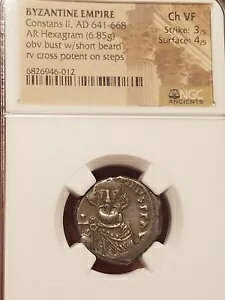 BYZANTINE EMPIRE
Constans II, AD 641-668
AR Hexagram (6.85g)
obv bust w/short beard
rv cross potent on steps
6826946-012
Ch VF
Strike: 3/5
Surface: 4/5
NGC
ANCIENTS